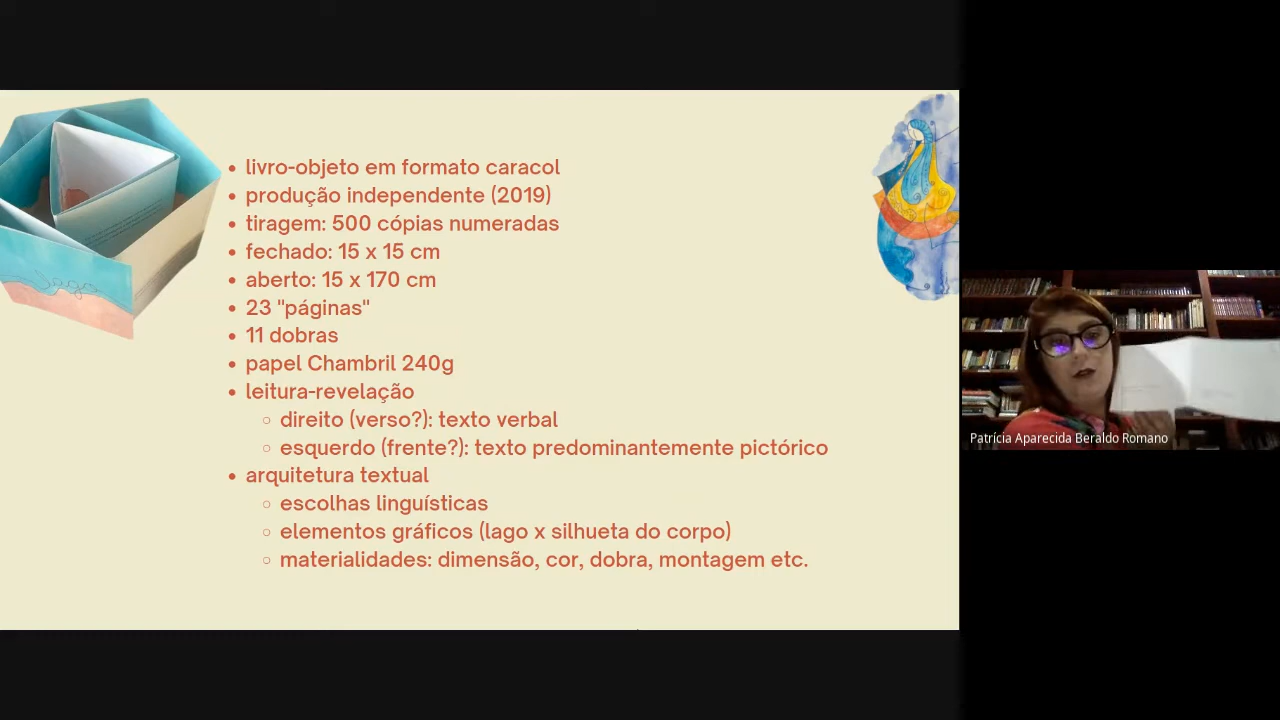 livro-objeto em formato caracol
produção independente (2019)
tiragem: 500 cópias numeradas
fechado: 15 x 15 cm
aberto: 15 x 170 cm
23 "páginas"
11 dobras
papel Chambril 240g
leitura-revelação
direito (verso?): texto verbal
esquerdo (frente?): texto predominantemente pictórico
arquitetura textual
escolhas linguísticas
elementos gráficos (lago x silhueta do corpo)
materialidades: dimensão, cor, dobra, montagem etc.
lago
Patrícia Aparecida Beraldo Romano